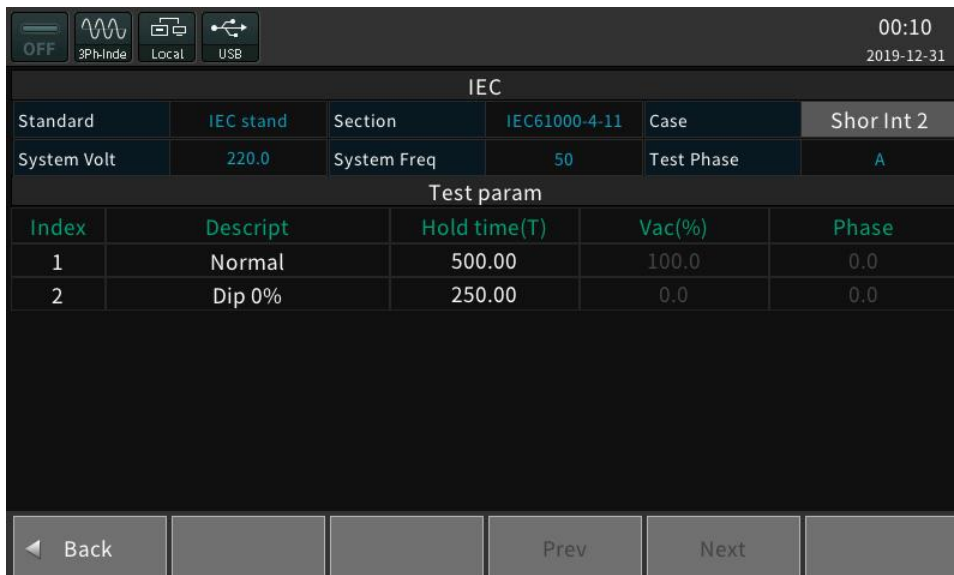 00:10
OFF 3Ph-Inde Local USB 2019-12-31
IEC
Standard IEC stand Section IEC61000-4-11 Case Shor Int 2
System Volt 220.0 System Freq 50 Test Phase A
Test param
Index Descript Hold time(T) Vac(%) Phase
1 Normal 500.00 100.0 0.0
2 Dip 0% 250.00 0.0 0.0
Back Prev Next